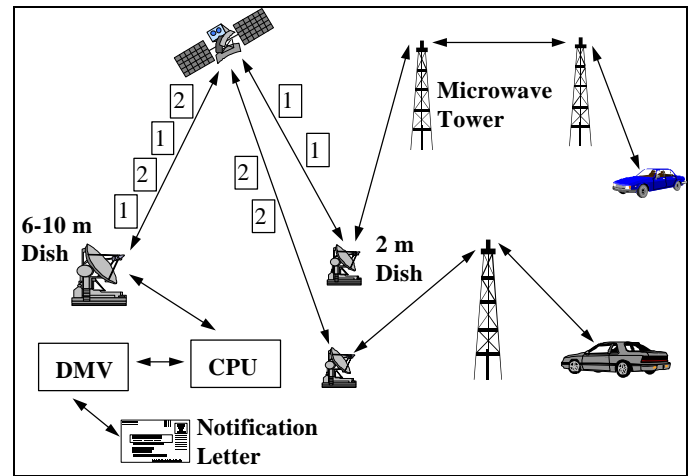 Microwave
Tower
2
1
2
1
1
1
2
2
6-10 m
Dish
2 m
Dish
DMV
CPU
Notification
Letter